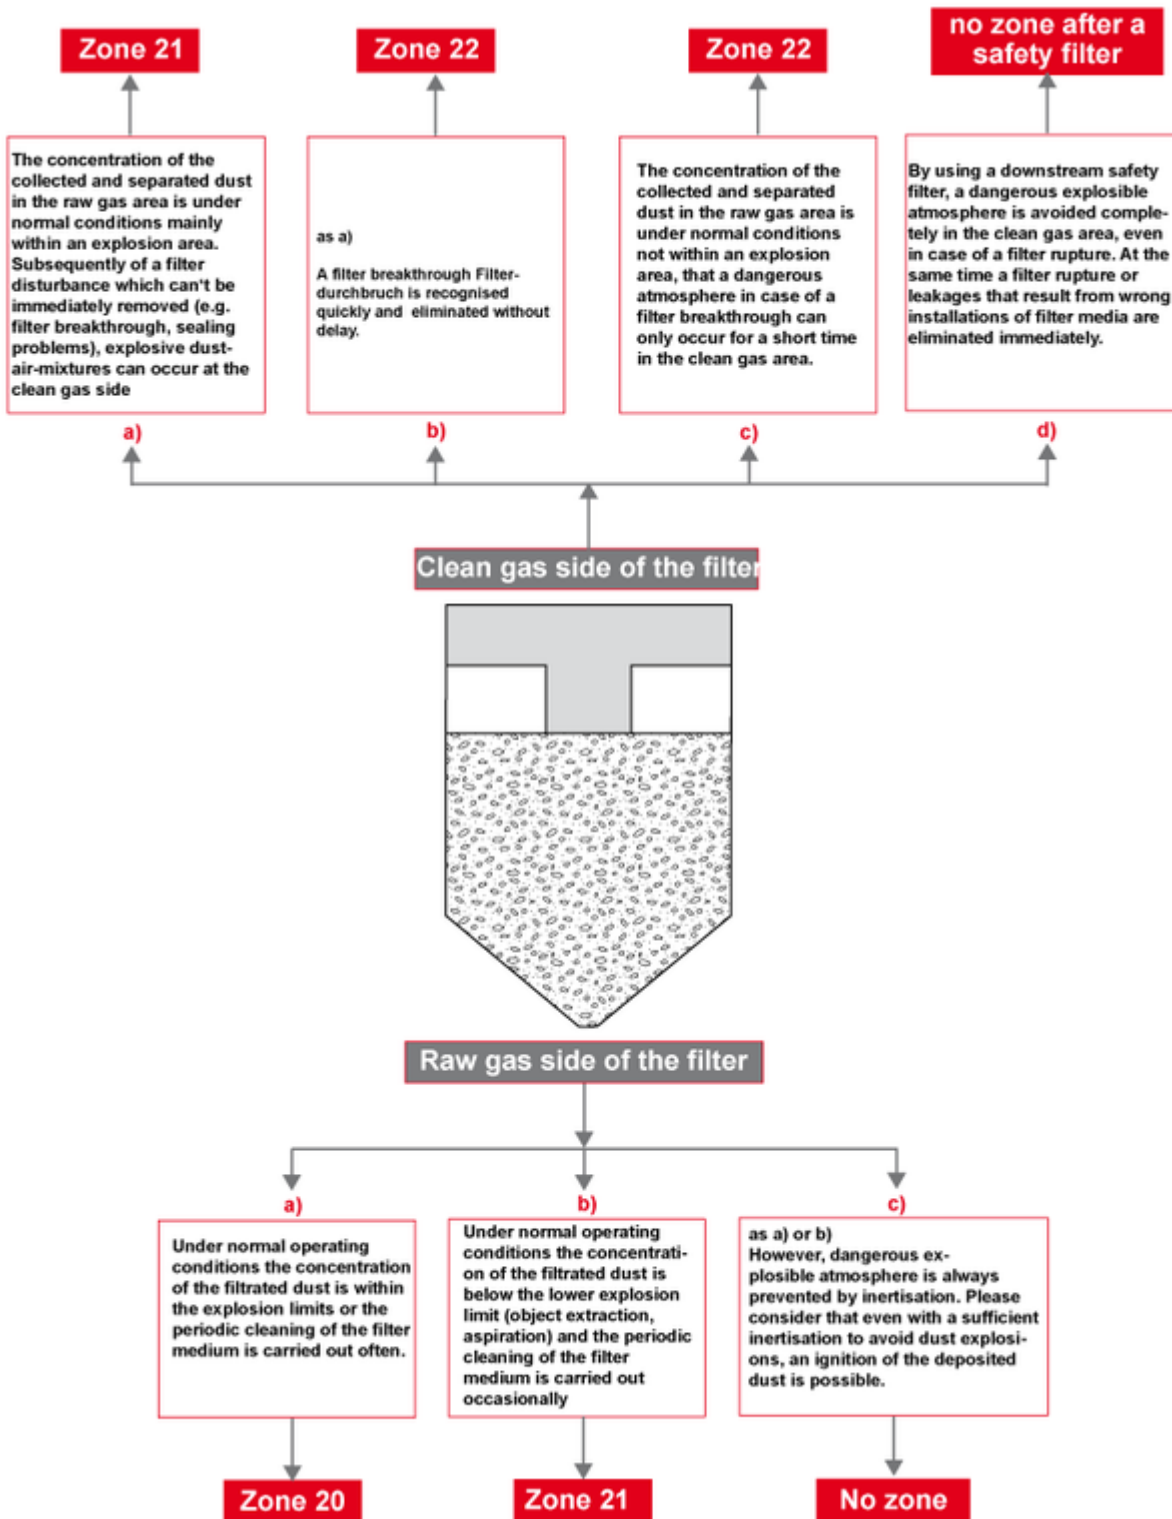 Zone 21
Zone 22
Zone 22
no zone after a
safety filter
The concentration of the
collected and separated dust
in the raw gas area is under
normal conditions mainly
within an explosion area.
Subsequently of a filter
disturbance which can't be
immediately removed (e.g.
filter breakthrough, sealing
problems), explosive dust-
air-mixtures can occur at the
clean gas side
as a)
A filter breakthrough Filter-
durchbruch is recognised
quickly and eliminated without
delay.
The concentration of the
collected and separated
dust in the raw gas area is
under normal conditions
not within an explosion
area, that a dangerous
atmosphere in case of a
filter breakthrough can
only occur for a short time
in the clean gas area.
By using a downstream safety
filter, a dangerous explosible
atmosphere is avoided comple-
tely in the clean gas area, even
in case of a filter rupture. At the
same time a filter rupture or
leakages that result from wrong
installations of filter media are
eliminated immediately.
a)
b)
c)
d)
Clean gas side of the filter
Raw gas side of the filter
a)
b)
c)
Under normal operating
conditions the concentration
of the filtrated dust is within
the explosion limits or the
periodic cleaning of the filter
medium is carried out often.
Under normal operating
conditions the concentrati-
on of the filtrated dust is
below the lower explosion
limit (object extraction,
aspiration) and the periodic
cleaning of the filter
medium is carried out
occasionally
as a) or b)
However, dangerous ex-
plosible atmosphere is always
prevented by inertisation. Please
consider that even with a sufficient
inertisation to avoid dust explosi-
ons, an ignition of the deposited
dust is possible.
Zone 20
Zone 21
No zone